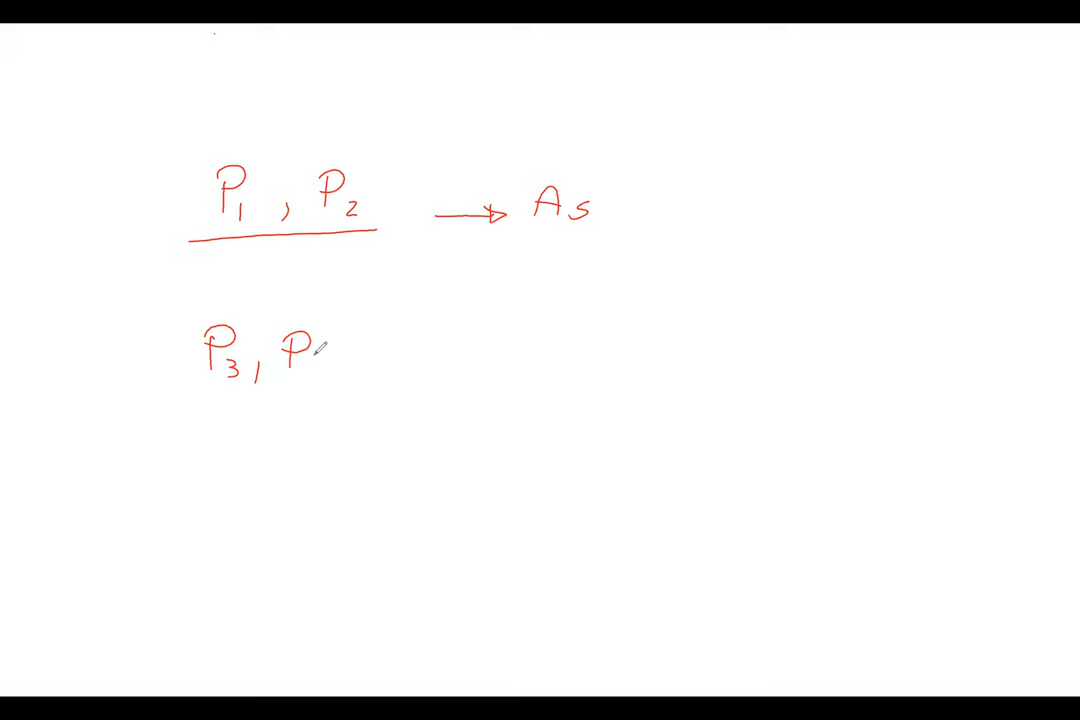 P₁ , P₂ → As
P₃, P